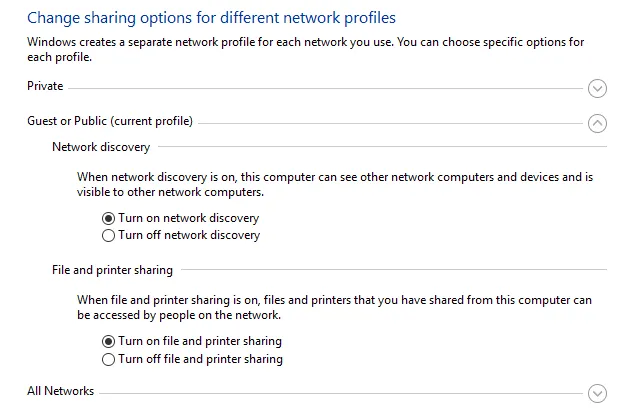 Change sharing options for different network profiles
Windows creates a separate network profile for each network you use. You can choose specific options for
each profile.
Private
Guest or Public (current profile)
Network discovery
When network discovery is on, this computer can see other network computers and devices and is
visible to other network computers.
Turn on network discovery
Turn off network discovery
File and printer sharing
When file and printer sharing is on, files and printers that you have shared from this computer can
be accessed by people on the network.
Turn on file and printer sharing
Turn off file and printer sharing
All Networks